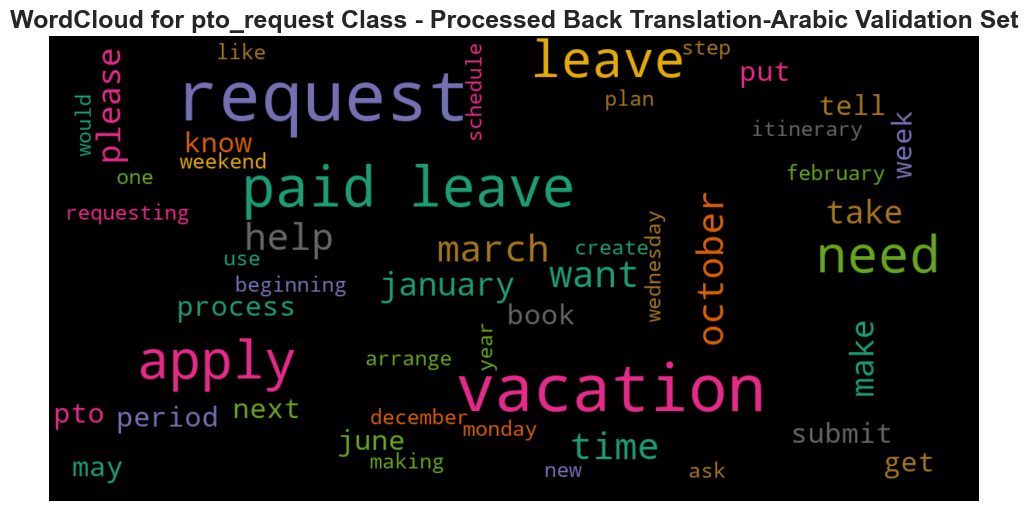 WordCloud for pto_request Class - Processed Back Translation-Arabic Validation Set
like
leave
step
request
schedule
put
please
would
plan
tell
itinerary
know
week
weekend
one
paid leave
february
requesting
take
help
october
march
create
wednesday
need
use
want
beginning
january
process
book
make
apply
arrange
year
vacation
pto
period
next
december
monday
june
time
submit
making
may
new
ask
get